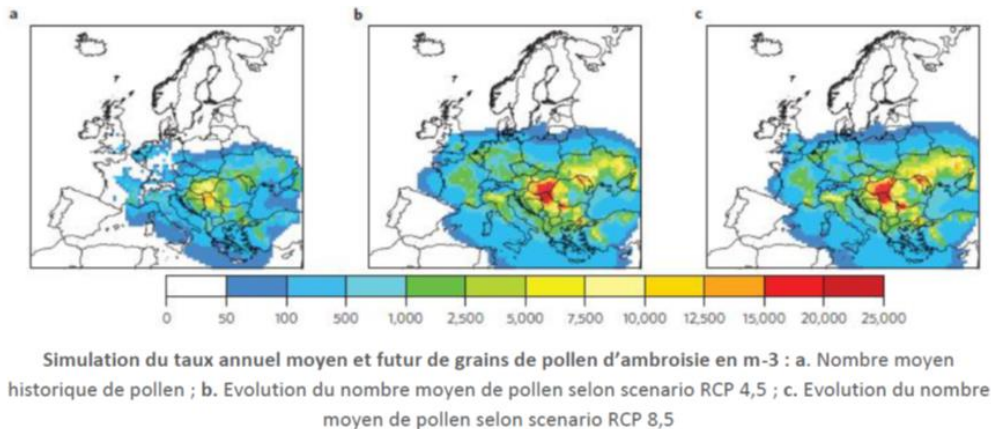 a b c
0 50 100 500 1,000 2,500 5,000 7,500 10,000 12,500 15,000 20,000 25,000
Simulation du taux annuel moyen et futur de grains de pollen d’ambroisie en m-3 : a. Nombre moyen
historique de pollen ; b. Evolution du nombre moyen de pollen selon scenario RCP 4,5 ; c. Evolution du nombre
moyen de pollen selon scenario RCP 8,5